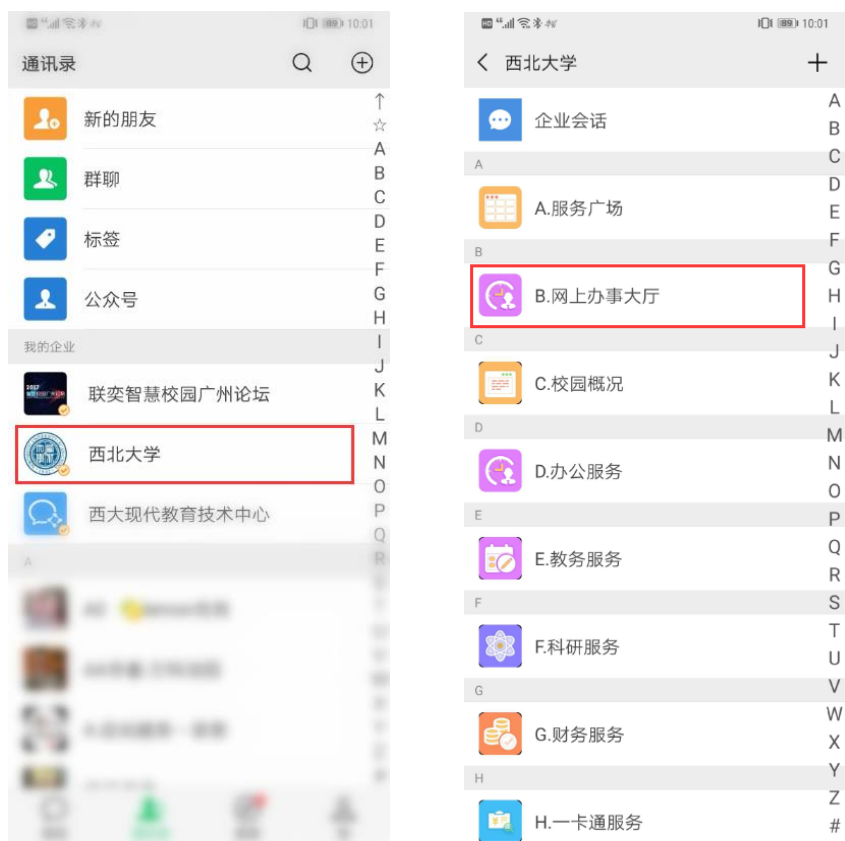 10:01
通讯录
新的朋友
群聊
标签
公众号
我的企业
联奕智慧校园广州论坛
西北大学
西大现代教育技术中心
A
↑
☆
A
B
C
D
E
F
G
H
I
J
K
L
M
N
O
P
Q
R
HD
89
10:01
西北大学
企业会话
A
A.服务广场
B
B.网上办事大厅
C
C.校园概况
D
D.办公服务
E
E.教务服务
F
F.科研服务
G
G.财务服务
H
H.一卡通服务
A
B
C
D
E
F
G
H
I
J
K
L
M
N
O
P
Q
R
S
T
U
V
W
X
Y
Z
#